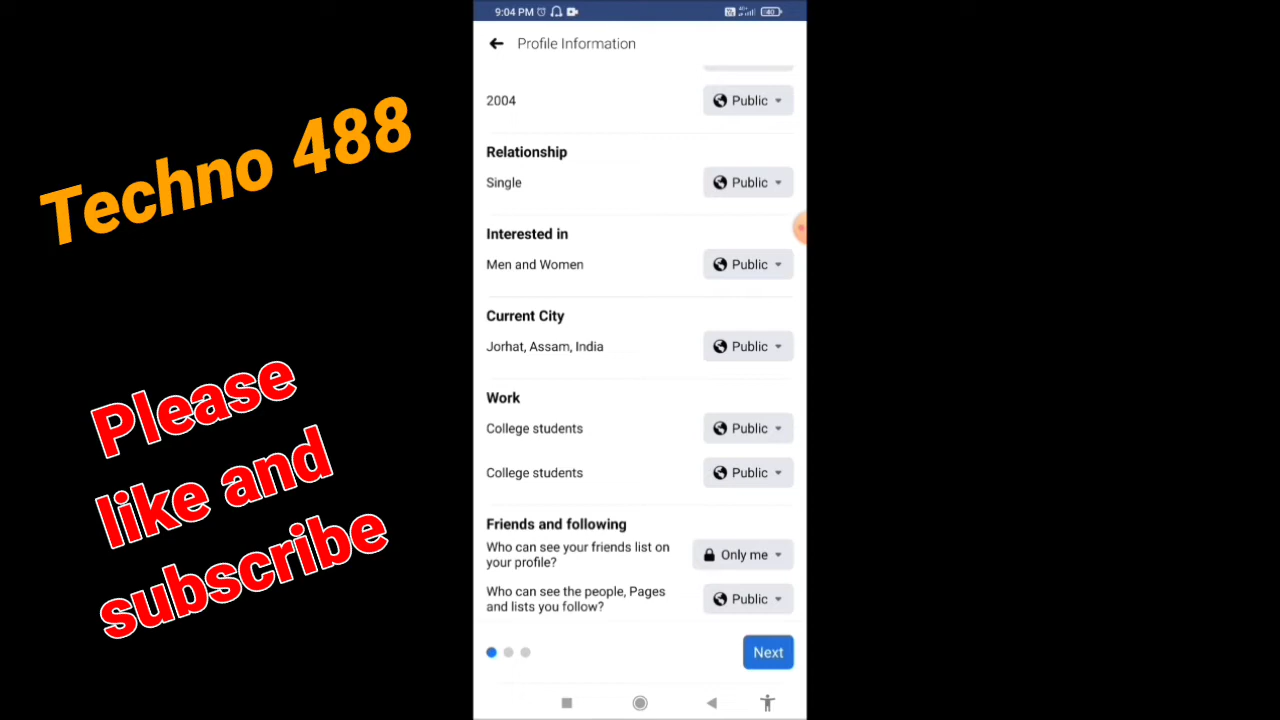 Techno 488
Please
like and
subscribe
9:04 PM
40
Profile Information
2004
Public
Relationship
Single
Public
Interested in
Men and Women
Public
Current City
Jorhat, Assam, India
Public
Work
College students
Public
College students
Public
Friends and following
Who can see your friends list on
your profile?
Only me
Who can see the people, Pages
and lists you follow?
Public
Next